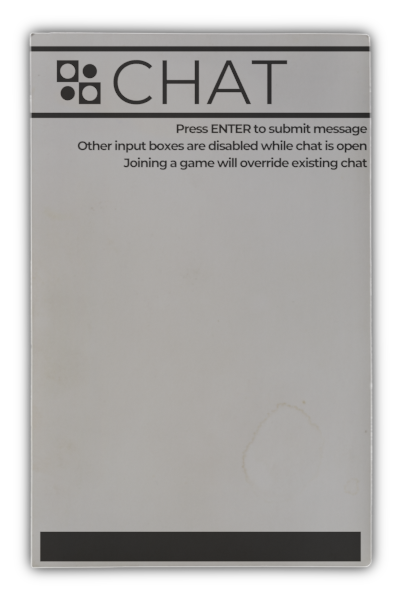 CHAT
Press ENTER to submit message
Other input boxes are disabled while chat is open
Joining a game will override existing chat